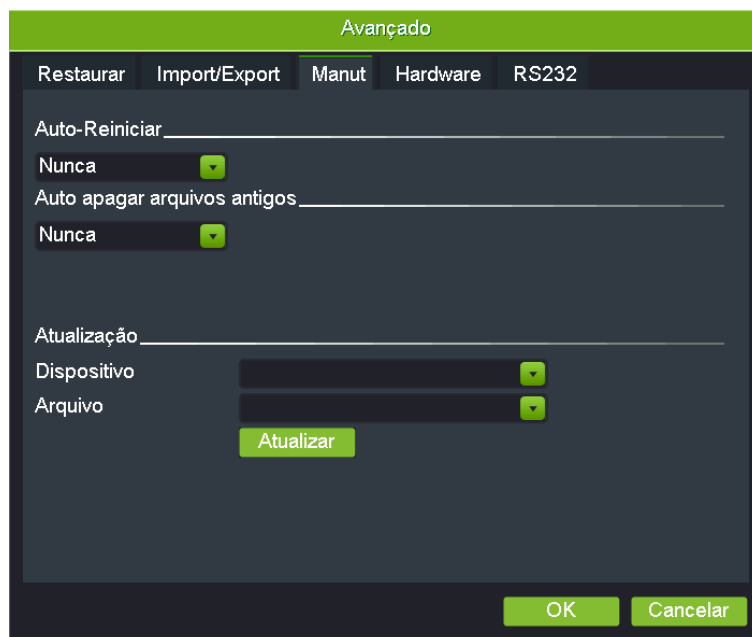 Avançado
Restaurar Import/Export Manut Hardware RS232
Auto-Reiniciar
Nunca
Auto apagar arquivos antigos
Nunca
Atualização
Dispositivo
Arquivo
Atualizar
OK Cancelar